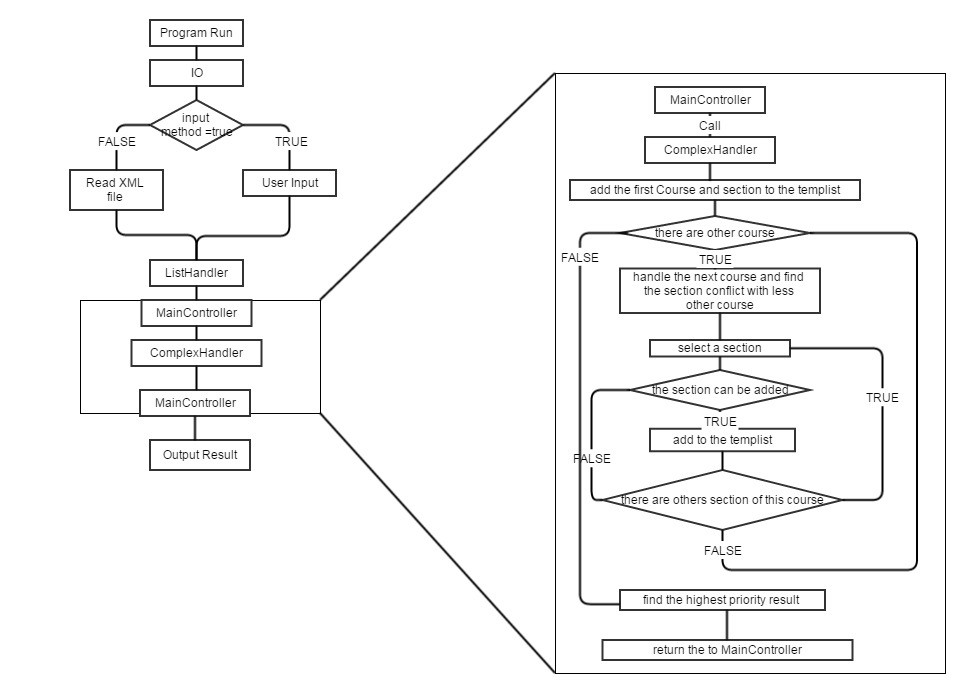 Program Run
IO
input
method =true
FALSE
TRUE
Read XML
file
User Input
ListHandler
MainController
ComplexHandler
MainController
Output Result
MainController
Call
ComplexHandler
add the first Course and section to the templist
there are other course
FALSE
TRUE
handle the next course and find
the section conflict with less
other course
select a section
the section can be added
TRUE
TRUE
add to the templist
FALSE
there are others section of this course
FALSE
find the highest priority result
return the to MainController